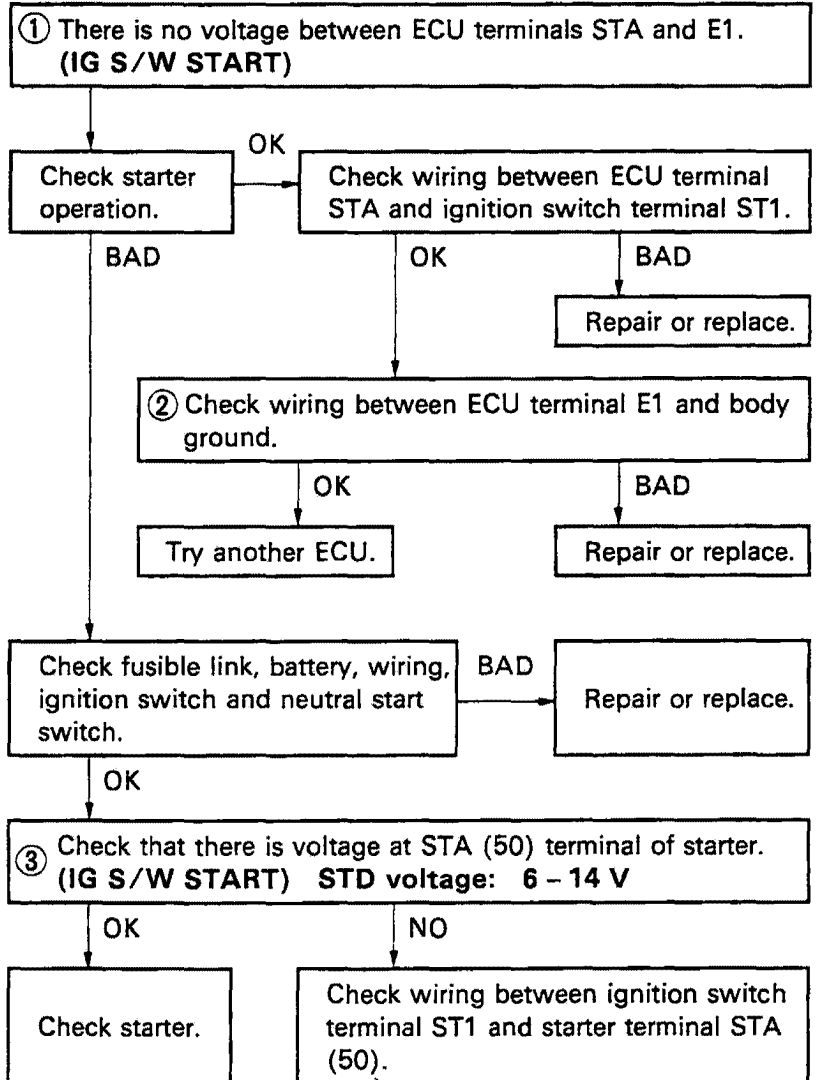 ① There is no voltage between ECU terminals STA and E1.
(IG S/W START)
OK
Check starter
operation.
Check wiring between ECU terminal
STA and ignition switch terminal ST1.
BAD
OK
BAD
Repair or replace.
② Check wiring between ECU terminal E1 and body
ground.
OK
BAD
Try another ECU.
Repair or replace.
Check fusible link, battery, wiring,
ignition switch and neutral start
switch.
BAD
Repair or replace.
OK
③ Check that there is voltage at STA (50) terminal of starter.
(IG S/W START) STD voltage: 6 – 14 V
OK
NO
Check starter.
Check wiring between ignition switch
terminal ST1 and starter terminal STA
(50).